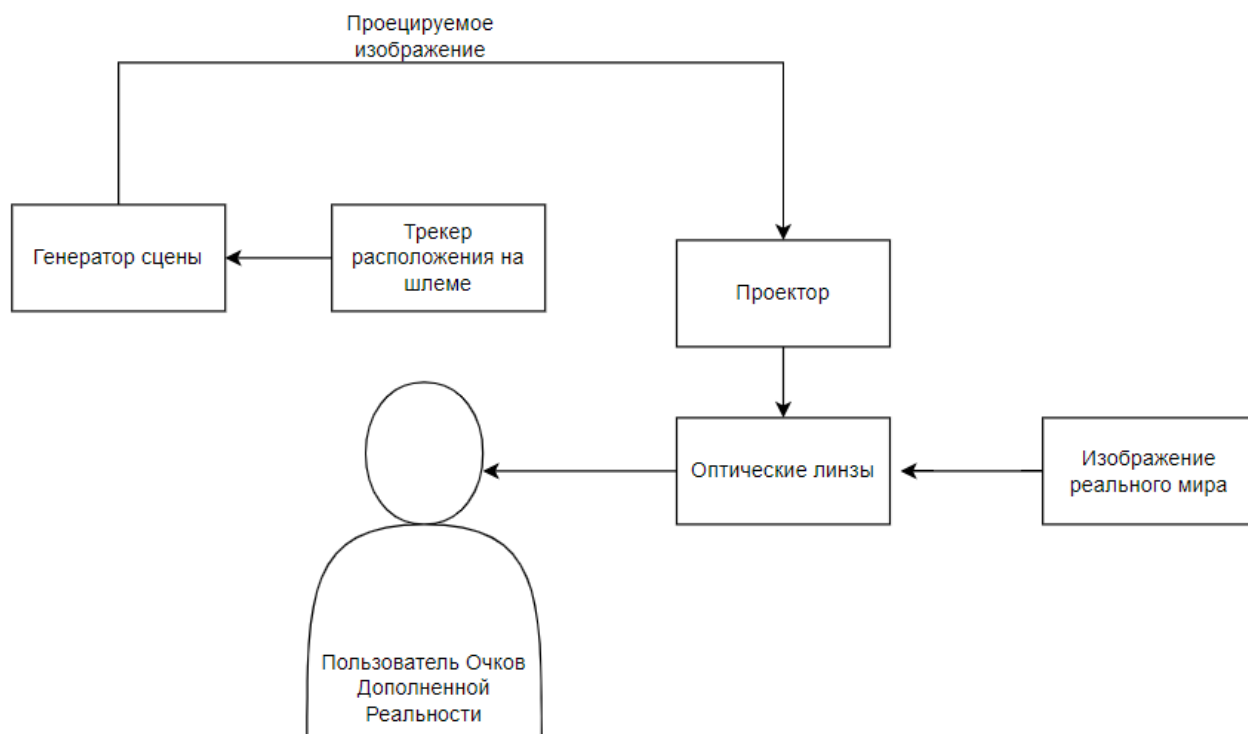 Проецируемое
изображение
Генератор сцены
Трекер
расположения на
шлеме
Проектор
Оптические линзы
Изображение
реального мира
Пользователь Очков
Дополненной
Реальности